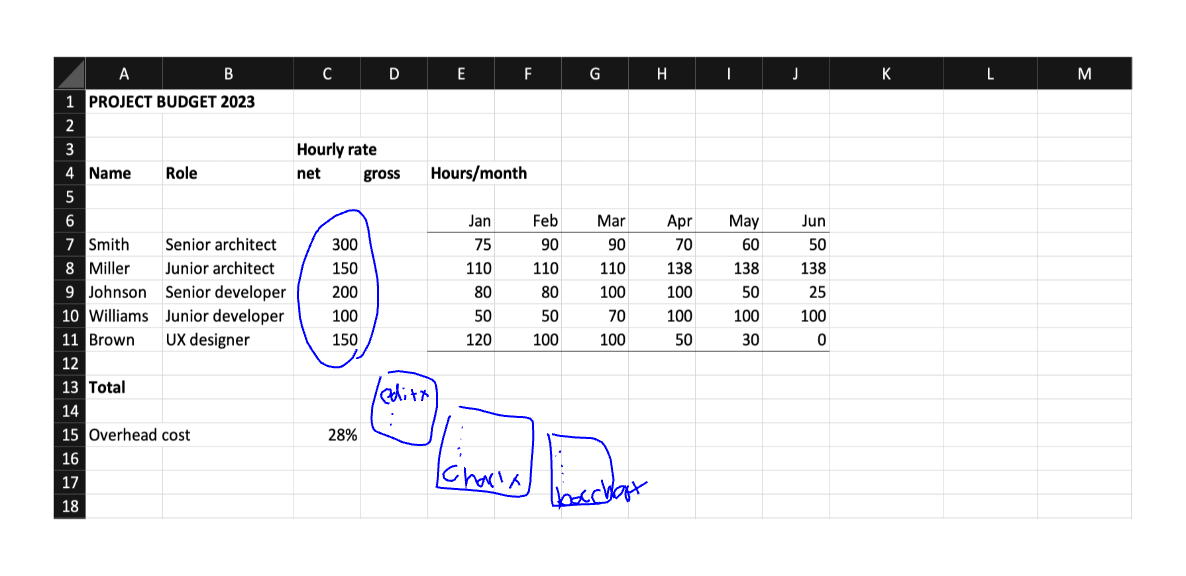 A B C D E F G H I J K L M
1 PROJECT BUDGET 2023
2
3 Hourly rate
4 Name Role net gross Hours/month
5
6 Jan Feb Mar Apr May Jun
7 Smith Senior architect 300 75 90 90 70 60 50
8 Miller Junior architect 150 110 110 110 138 138 138
9 Johnson Senior developer 200 80 80 100 100 50 25
10 Williams Junior developer 100 50 50 70 100 100 100
11 Brown UX designer 150 120 100 100 50 30 0
12
13 Total
14
15 Overhead cost 28%
16
17
18